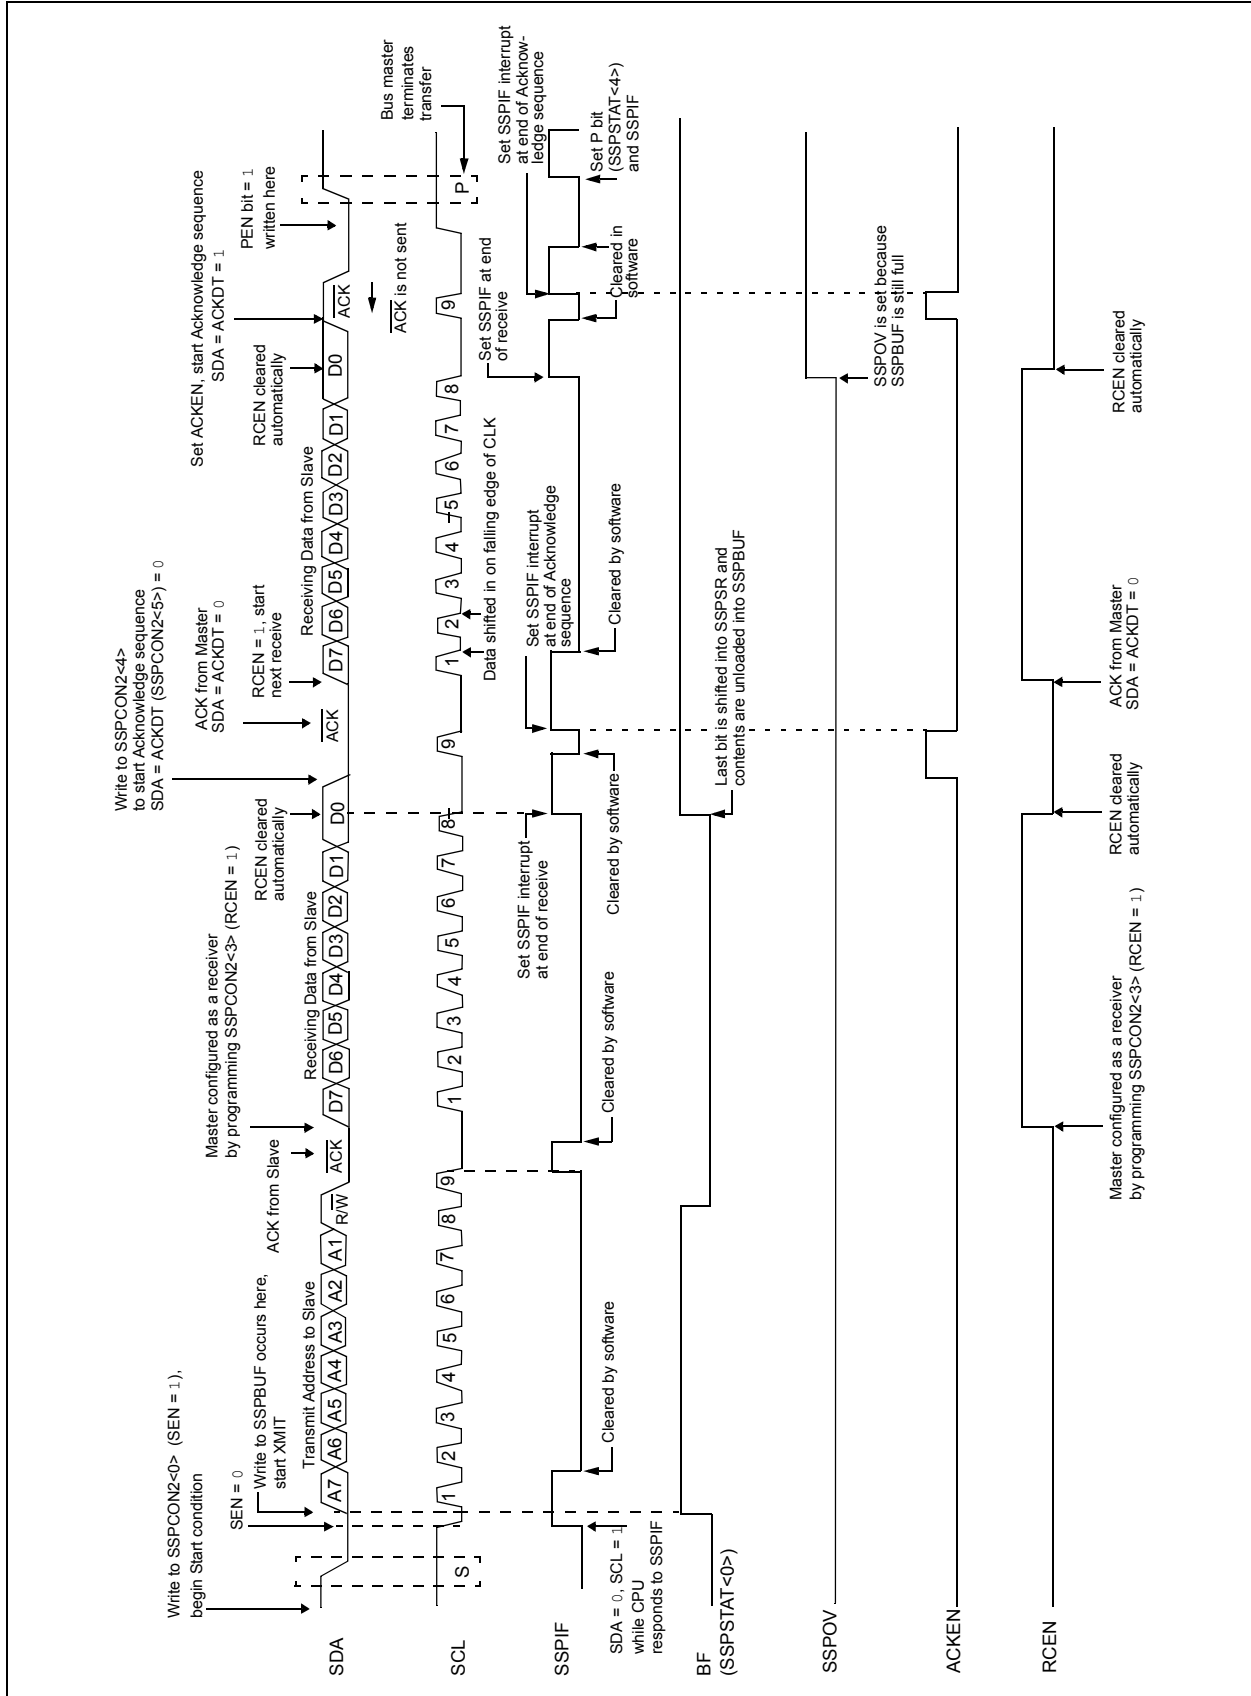 Write to SSPCON2<0> (SEN = 1),
begin Start condition
SEN = 0
Write to SSPBUF occurs here,
start XMIT
ACK from Slave
Master configured as a receiver
by programming SSPCON2<3> (RCEN = 1)
RCEN cleared
automatically
Write to SSPCON2<4>
to start Acknowledge sequence
SDA = ACKDT (SSPCON2<5>) = 0
ACK from Master
SDA = ACKDT = 0
RCEN = 1, start
next receive
RCEN cleared
automatically
Set ACKEN, start Acknowledge sequence
SDA = ACKDT = 1
PEN bit = 1
written here
Transmit Address to Slave
Receiving Data from Slave
Receiving Data from Slave
SDA
A7 A6 A5 A4 A3 A2 A1 R/W ACK D7 D6 D5 D4 D3 D2 D1 D0 ACK D7 D6 D5 D4 D3 D2 D1 D0 ACK
ACK is not sent
Bus master
terminates
transfer
SCL
S 1 2 3 4 5 6 7 8 9 1 2 3 4 5 6 7 8 9 1 2 3 4 5 6 7 8 9 P
Data shifted in on falling edge of CLK
Set SSPIF interrupt
at end of receive
Set SSPIF interrupt
at end of Acknowledge
sequence
Set SSPIF at end
of receive
Set SSPIF interrupt
at end of Acknow-
ledge sequence
SSPIF
SDA = 0, SCL = 1
while CPU
responds to SSPIF
Cleared by software
Cleared by software
Cleared by software
Cleared by software
Cleared in
software
Set P bit
(SSPSTAT<4>)
and SSPIF
BF
(SSPSTAT<0>)
Last bit is shifted into SSPSR and
contents are unloaded into SSPBUF
SSPOV
SSPOV is set because
SSPBUF is still full
ACKEN
RCEN
Master configured as a receiver
by programming SSPCON2<3> (RCEN = 1)
RCEN cleared
automatically
ACK from Master
SDA = ACKDT = 0
RCEN cleared
automatically